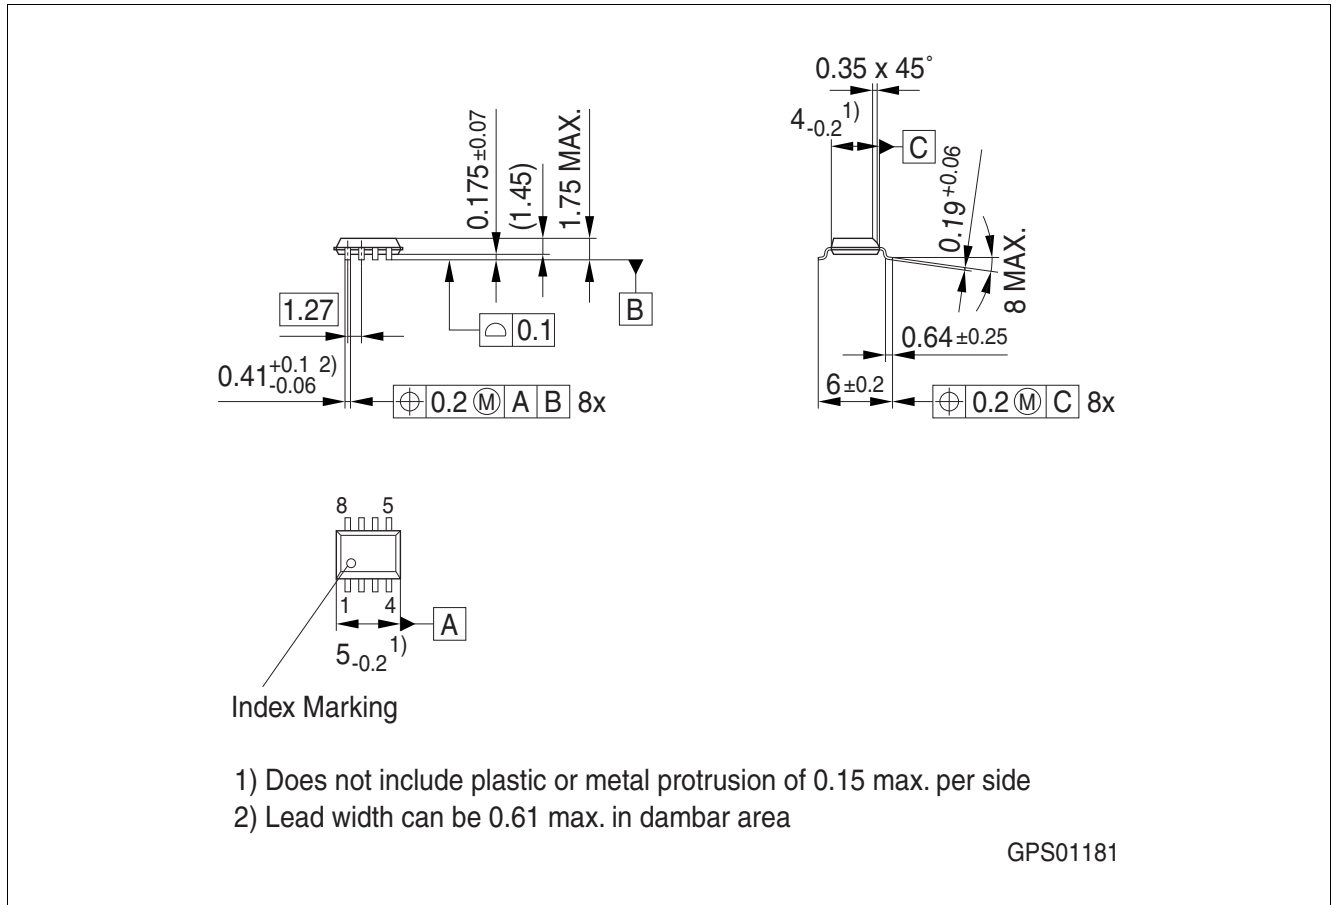 0.175 ±0.07
(1.45)
1.75 MAX.
B
1.27
0.1
0.41 +0.1 -0.06 2)
0.2 Ⓜ A B 8x
0.35 x 45˚
4 -0.2 1)
C
0.19 +0.06
8 MAX.
0.64 ±0.25
6 ±0.2
0.2 Ⓜ C 8x
8 5
1 4
A
5 -0.2 1)
Index Marking
1) Does not include plastic or metal protrusion of 0.15 max. per side
2) Lead width can be 0.61 max. in dambar area
GPS01181